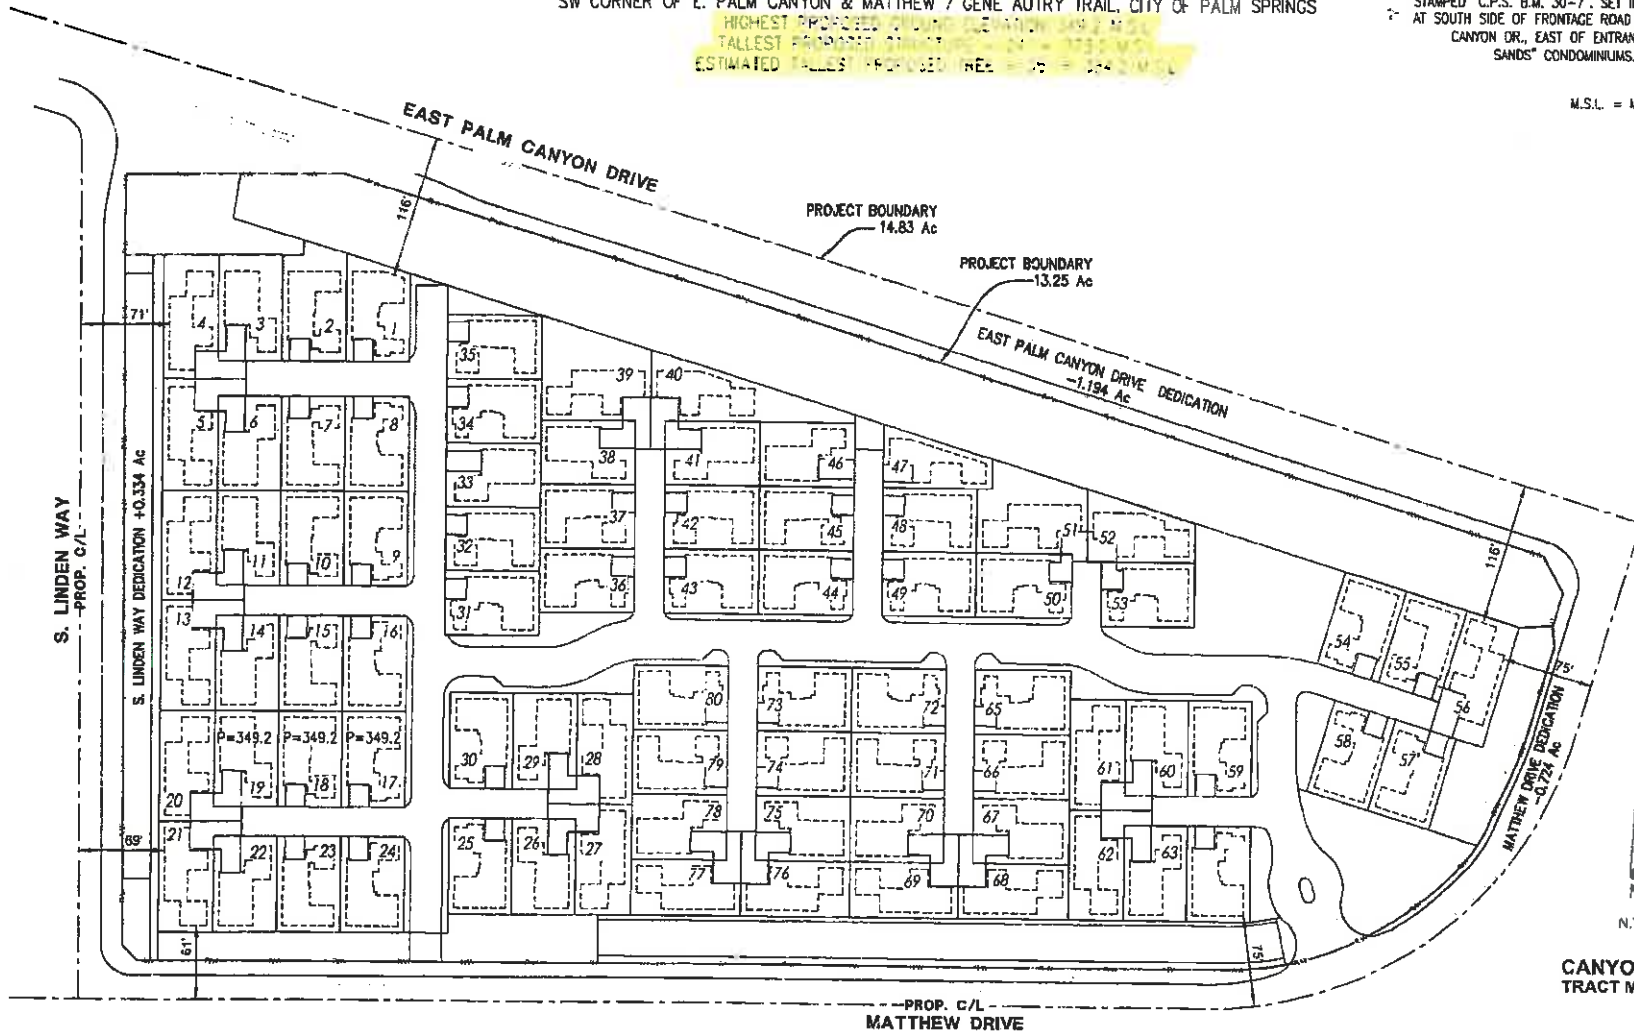 SW CORNER OF E. PALM CANYON & MATTHEW / GENE AUTRY TRAIL, CITY OF PALM SPRINGS
HIGHEST PROPOSED GROUND ELEVATION 349.2 M.S.L.
TALLEST PROPOSED STRUCTURE
ESTIMATED TALLEST PROPOSED TREE
STAMPED "C.P.S. B.M. 30-7". SET
AT SOUTH SIDE OF FRONTAGE ROAD
CANYON DR., EAST OF
SANDS" CONDOMINIUMS.
M.S.L. =
EAST PALM CANYON DRIVE
116'
PROJECT BOUNDARY
14.83 Ac
PROJECT BOUNDARY
13.25 Ac
EAST PALM CANYON DRIVE DEDICATION
-1.194 Ac
71'
4 3 2 1
35
39 40
5 6 7 8
34
38 41 46 47
33
37 42 45 48 51 52
12 11 10 9
32
36 43 44 49 50 53
31
116'
S. LINDEN WAY
PROP. C/L
S. LINDEN WAY DEDICATION +0.334 Ac
13 14 15 16
54 55 56
75'
80 73 72 65
P=349.2 P=349.2 P=349.2
20 19 18 17
30 29 28
79 74 71 66
61 60 59
58 57
MATTHEW DRIVE DEDICATION
-0.724 Ac
21 22 23 24
69'
25 26 27
78 75 70 67
77 76 69 68
62 63
61'
75'
PROP. C/L
MATTHEW DRIVE
CANYO
TRACT M